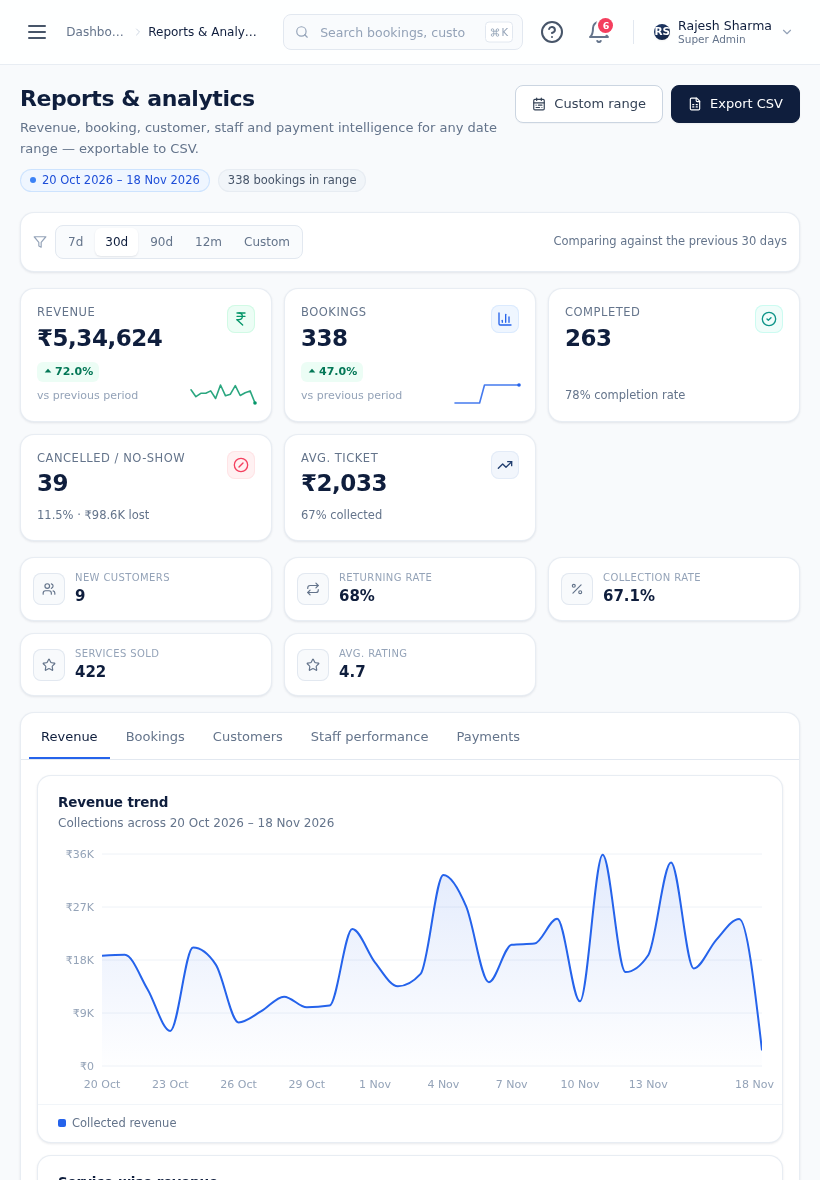 Dashbo... Reports & Analy... Search bookings, custo ⌘K 6 RS Rajesh Sharma
Super Admin
Reports & analytics
Custom range Export CSV
Revenue, booking, customer, staff and payment intelligence for any date
range — exportable to CSV.
20 Oct 2026 – 18 Nov 2026 338 bookings in range
7d 30d 90d 12m Custom Comparing against the previous 30 days
REVENUE
₹5,34,624
72.0%
vs previous period
BOOKINGS
338
47.0%
vs previous period
COMPLETED
263
78% completion rate
CANCELLED / NO-SHOW
39
11.5% · ₹98.6K lost
AVG. TICKET
₹2,033
67% collected
NEW CUSTOMERS
9
RETURNING RATE
68%
COLLECTION RATE
67.1%
SERVICES SOLD
422
AVG. RATING
4.7
Revenue Bookings Customers Staff performance Payments
Revenue trend
Collections across 20 Oct 2026 – 18 Nov 2026
₹36K
₹27K
₹18K
₹9K
₹0
20 Oct 23 Oct 26 Oct 29 Oct 1 Nov 4 Nov 7 Nov 10 Nov 13 Nov 18 Nov
Collected revenue
Service-wise revenue